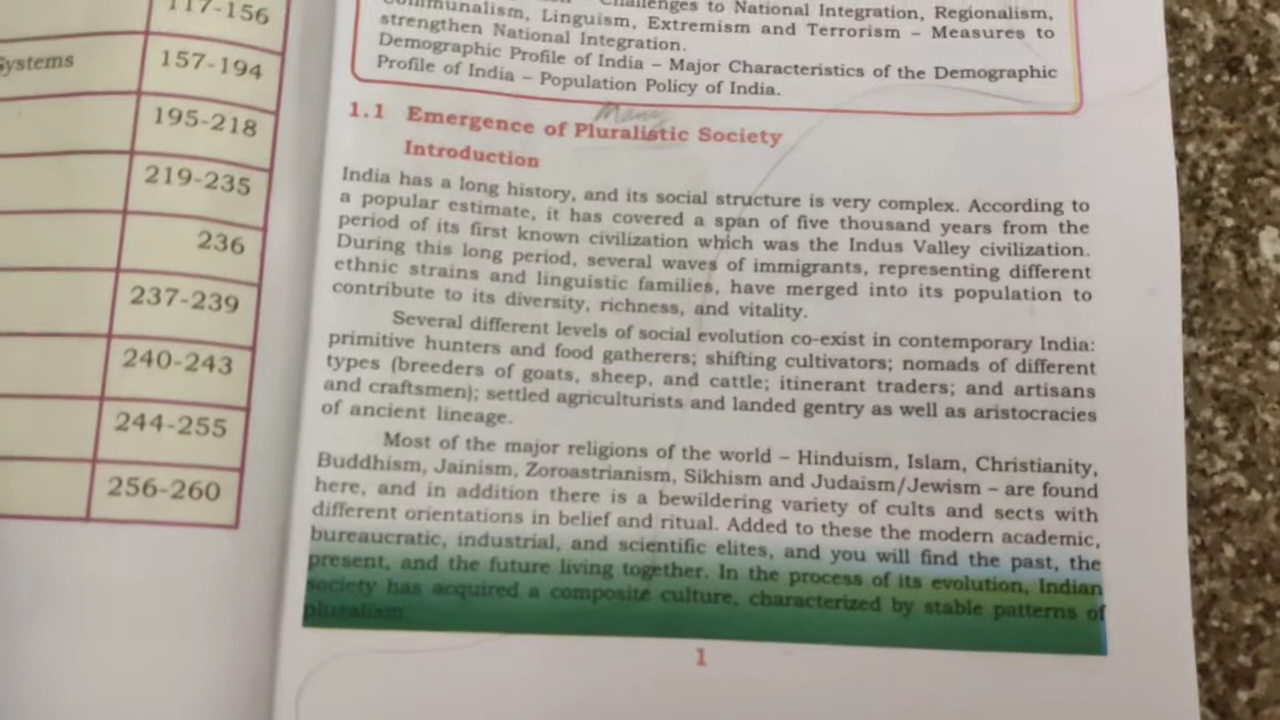 117-156
Systems
157-194
195-218
219-235
236
237-239
240-243
244-255
256-260
Challenges to National Integration, Regionalism,
Communalism, Linguism, Extremism and Terrorism – Measures to
strengthen National Integration.
Demographic Profile of India – Major Characteristics of the Demographic
Profile of India – Population Policy of India.
Many
1.1 Emergence of Pluralistic Society
Introduction
India has a long history, and its social structure is very complex. According to
a popular estimate, it has covered a span of five thousand years from the
period of its first known civilization which was the Indus Valley civilization.
During this long period, several waves of immigrants, representing different
ethnic strains and linguistic families, have merged into its population to
contribute to its diversity, richness, and vitality.
Several different levels of social evolution co-exist in contemporary India:
primitive hunters and food gatherers; shifting cultivators; nomads of different
types (breeders of goats, sheep, and cattle; itinerant traders; and artisans
and craftsmen); settled agriculturists and landed gentry as well as aristocracies
of ancient lineage.
Most of the major religions of the world – Hinduism, Islam, Christianity,
Buddhism, Jainism, Zoroastrianism, Sikhism and Judaism/Jewism – are found
here, and in addition there is a bewildering variety of cults and sects with
different orientations in belief and ritual. Added to these the modern academic,
bureaucratic, industrial, and scientific elites, and you will find the past, the
present, and the future living together. In the process of its evolution, Indian
society has acquired a composite culture, characterized by stable patterns of
pluralism
1